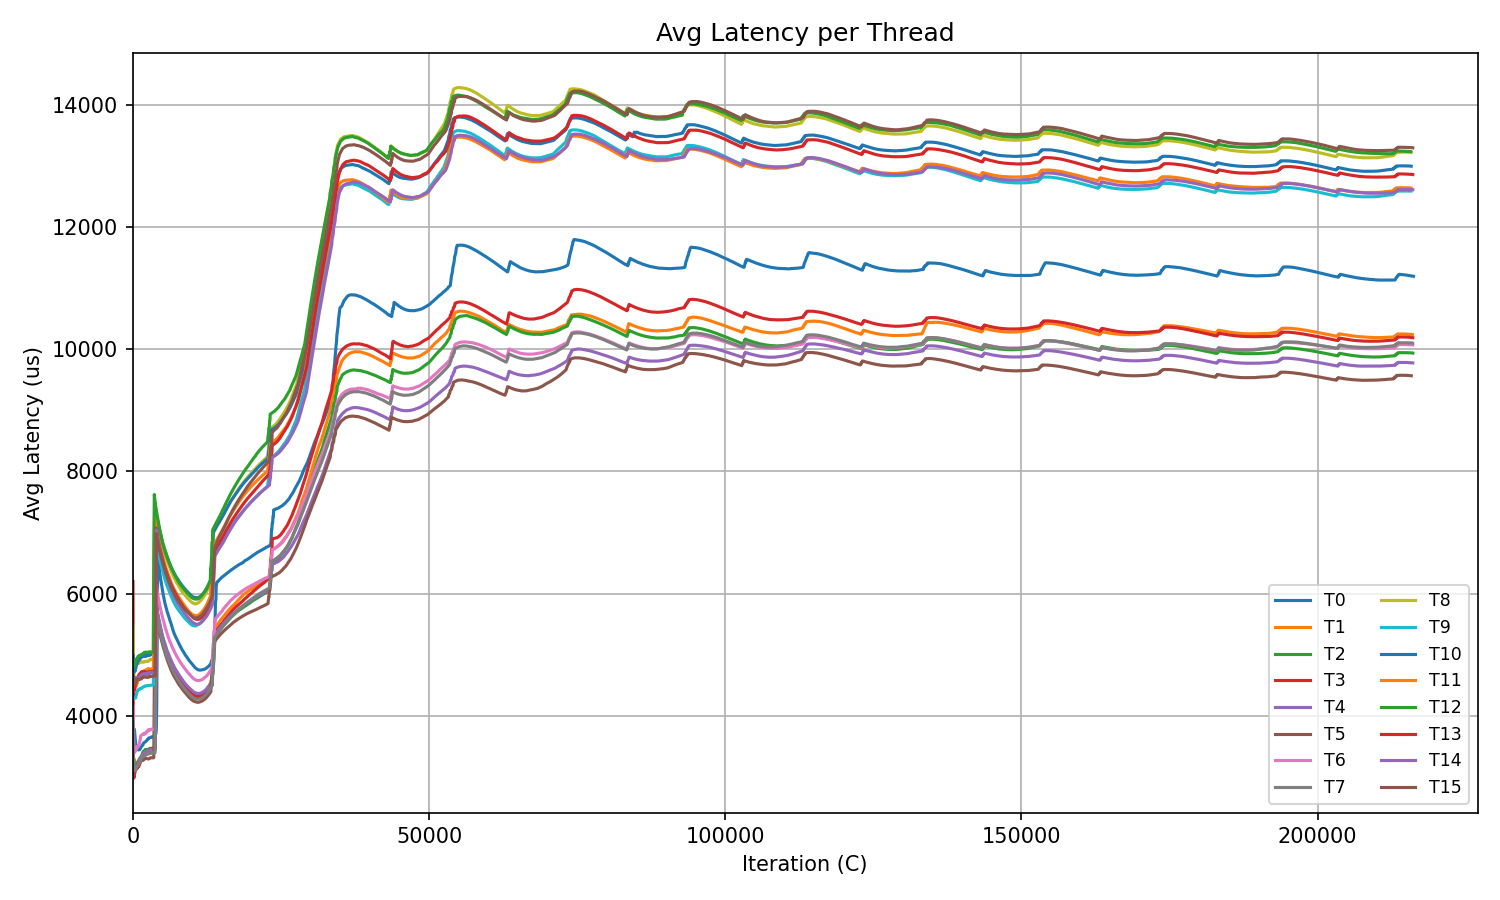 Avg Latency per Thread
Avg Latency (us)
14000
12000
10000
8000
6000
4000
0
50000
100000
150000
200000
Iteration (C)
T0
T1
T2
T3
T4
T5
T6
T7
T8
T9
T10
T11
T12
T13
T14
T15